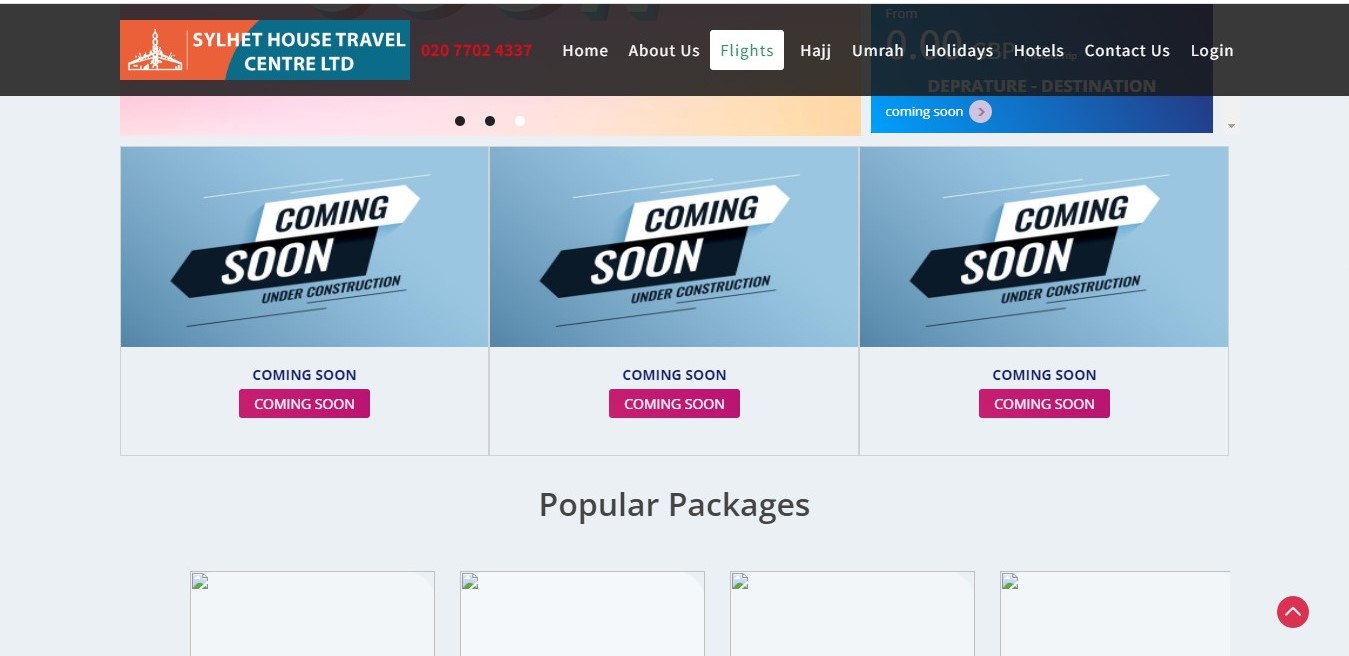 From
SYLHET HOUSE TRAVEL
CENTRE LTD
020 7702 4337
Home About Us Flights Hajj Umrah Holidays Hotels Contact Us Login
0.00 GBP
DEPRATURE - DESTINATION
coming soon
COMING
SOON
UNDER CONSTRUCTION
COMING SOON
COMING SOON
COMING
SOON
UNDER CONSTRUCTION
COMING SOON
COMING SOON
COMING
SOON
UNDER CONSTRUCTION
COMING SOON
COMING SOON
Popular Packages